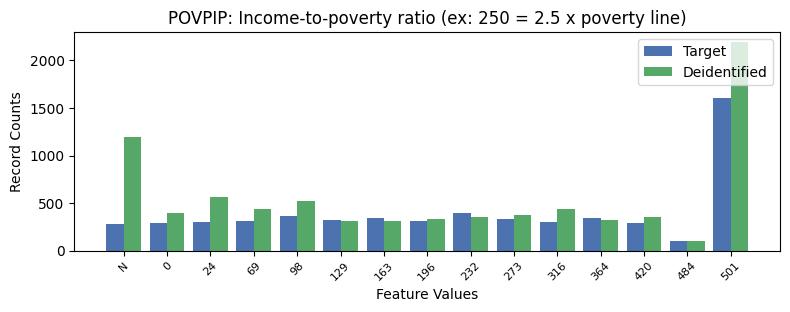 POVPIP: Income-to-poverty ratio (ex: 250 = 2.5 x poverty line)
Target
Deidentified
Record Counts
2000
1500
1000
500
0
N 0 24 69 98 129 163 196 232 273 316 364 420 484 501
Feature Values